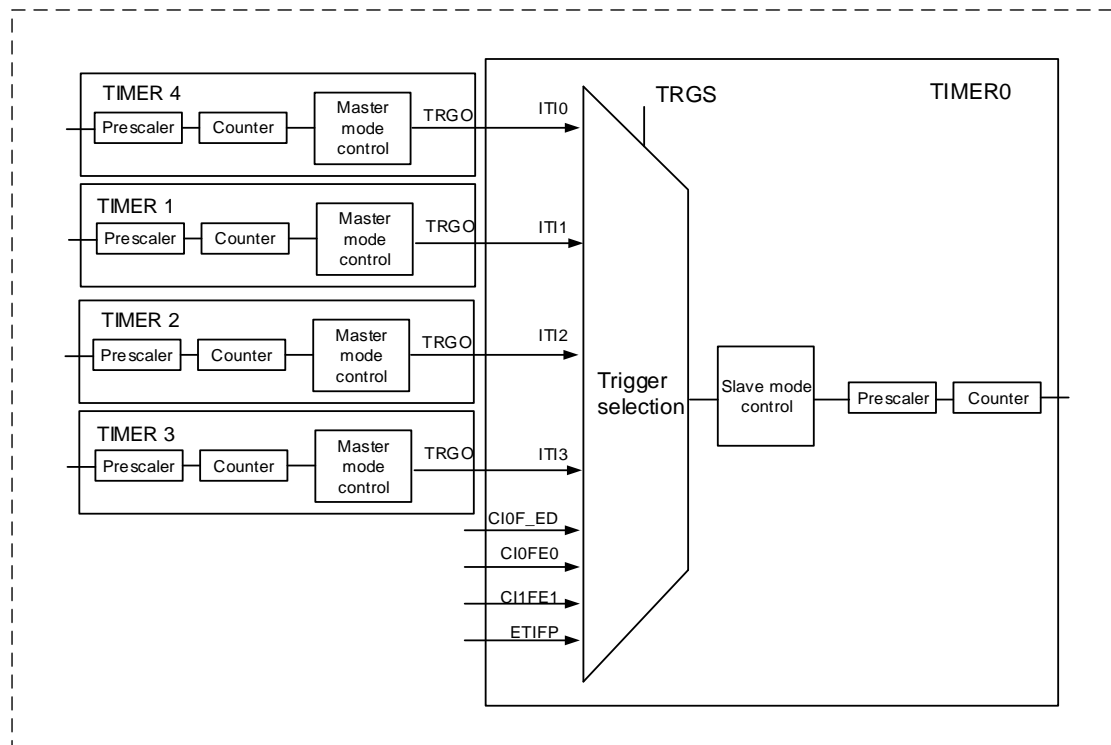 TIMER 4
Prescaler
Counter
Master
mode
control
TRGO
ITI0
TRGS
TIMER0
TIMER 1
Prescaler
Counter
Master
mode
control
TRGO
ITI1
TIMER 2
Prescaler
Counter
Master
mode
control
TRGO
ITI2
TIMER 3
Prescaler
Counter
Master
mode
control
TRGO
ITI3
CI0F_ED
CI0FE0
CI1FE1
ETIFP
Trigger
selection
Slave mode
control
Prescaler
Counter